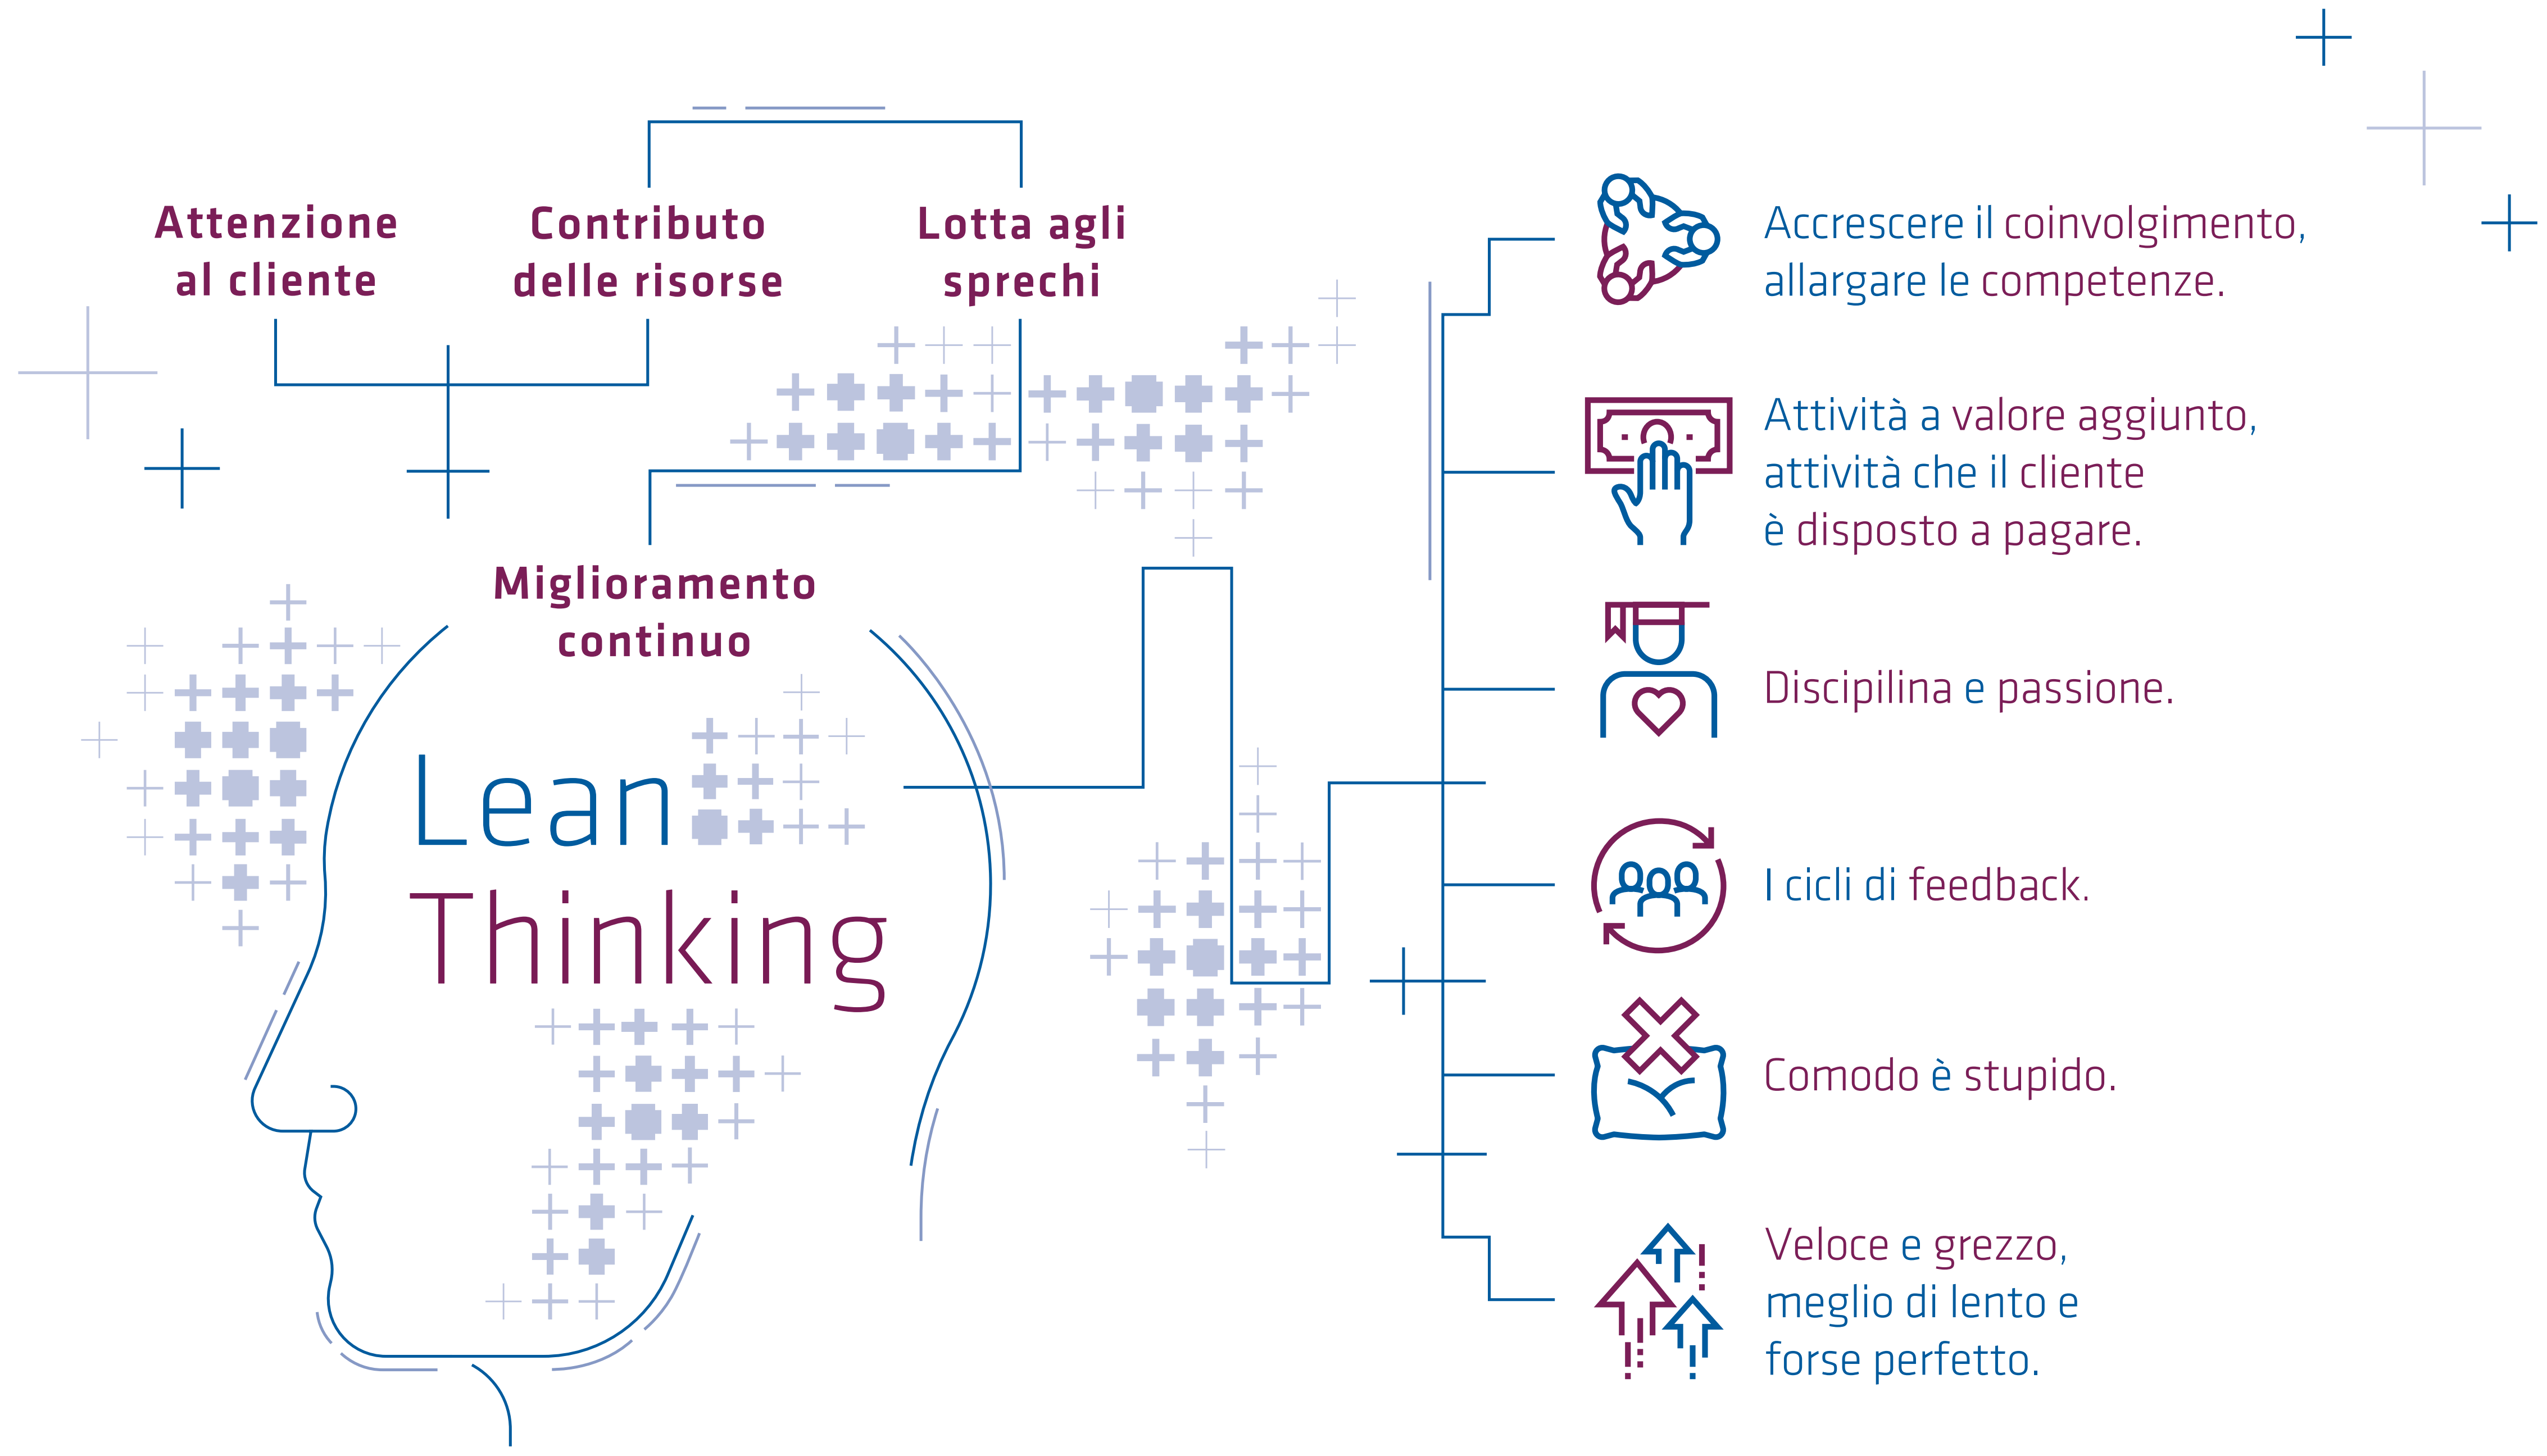 Attenzione
al cliente
Contributo
delle risorse
Lotta agli
sprechi
Miglioramento
continuo
Lean
Thinking
Accrescere il coinvolgimento,
allargare le competenze.
Attività a valore aggiunto,
attività che il cliente
è disposto a pagare.
Discipilina e passione.
I cicli di feedback.
Comodo è stupido.
Veloce e grezzo,
meglio di lento e
forse perfetto.